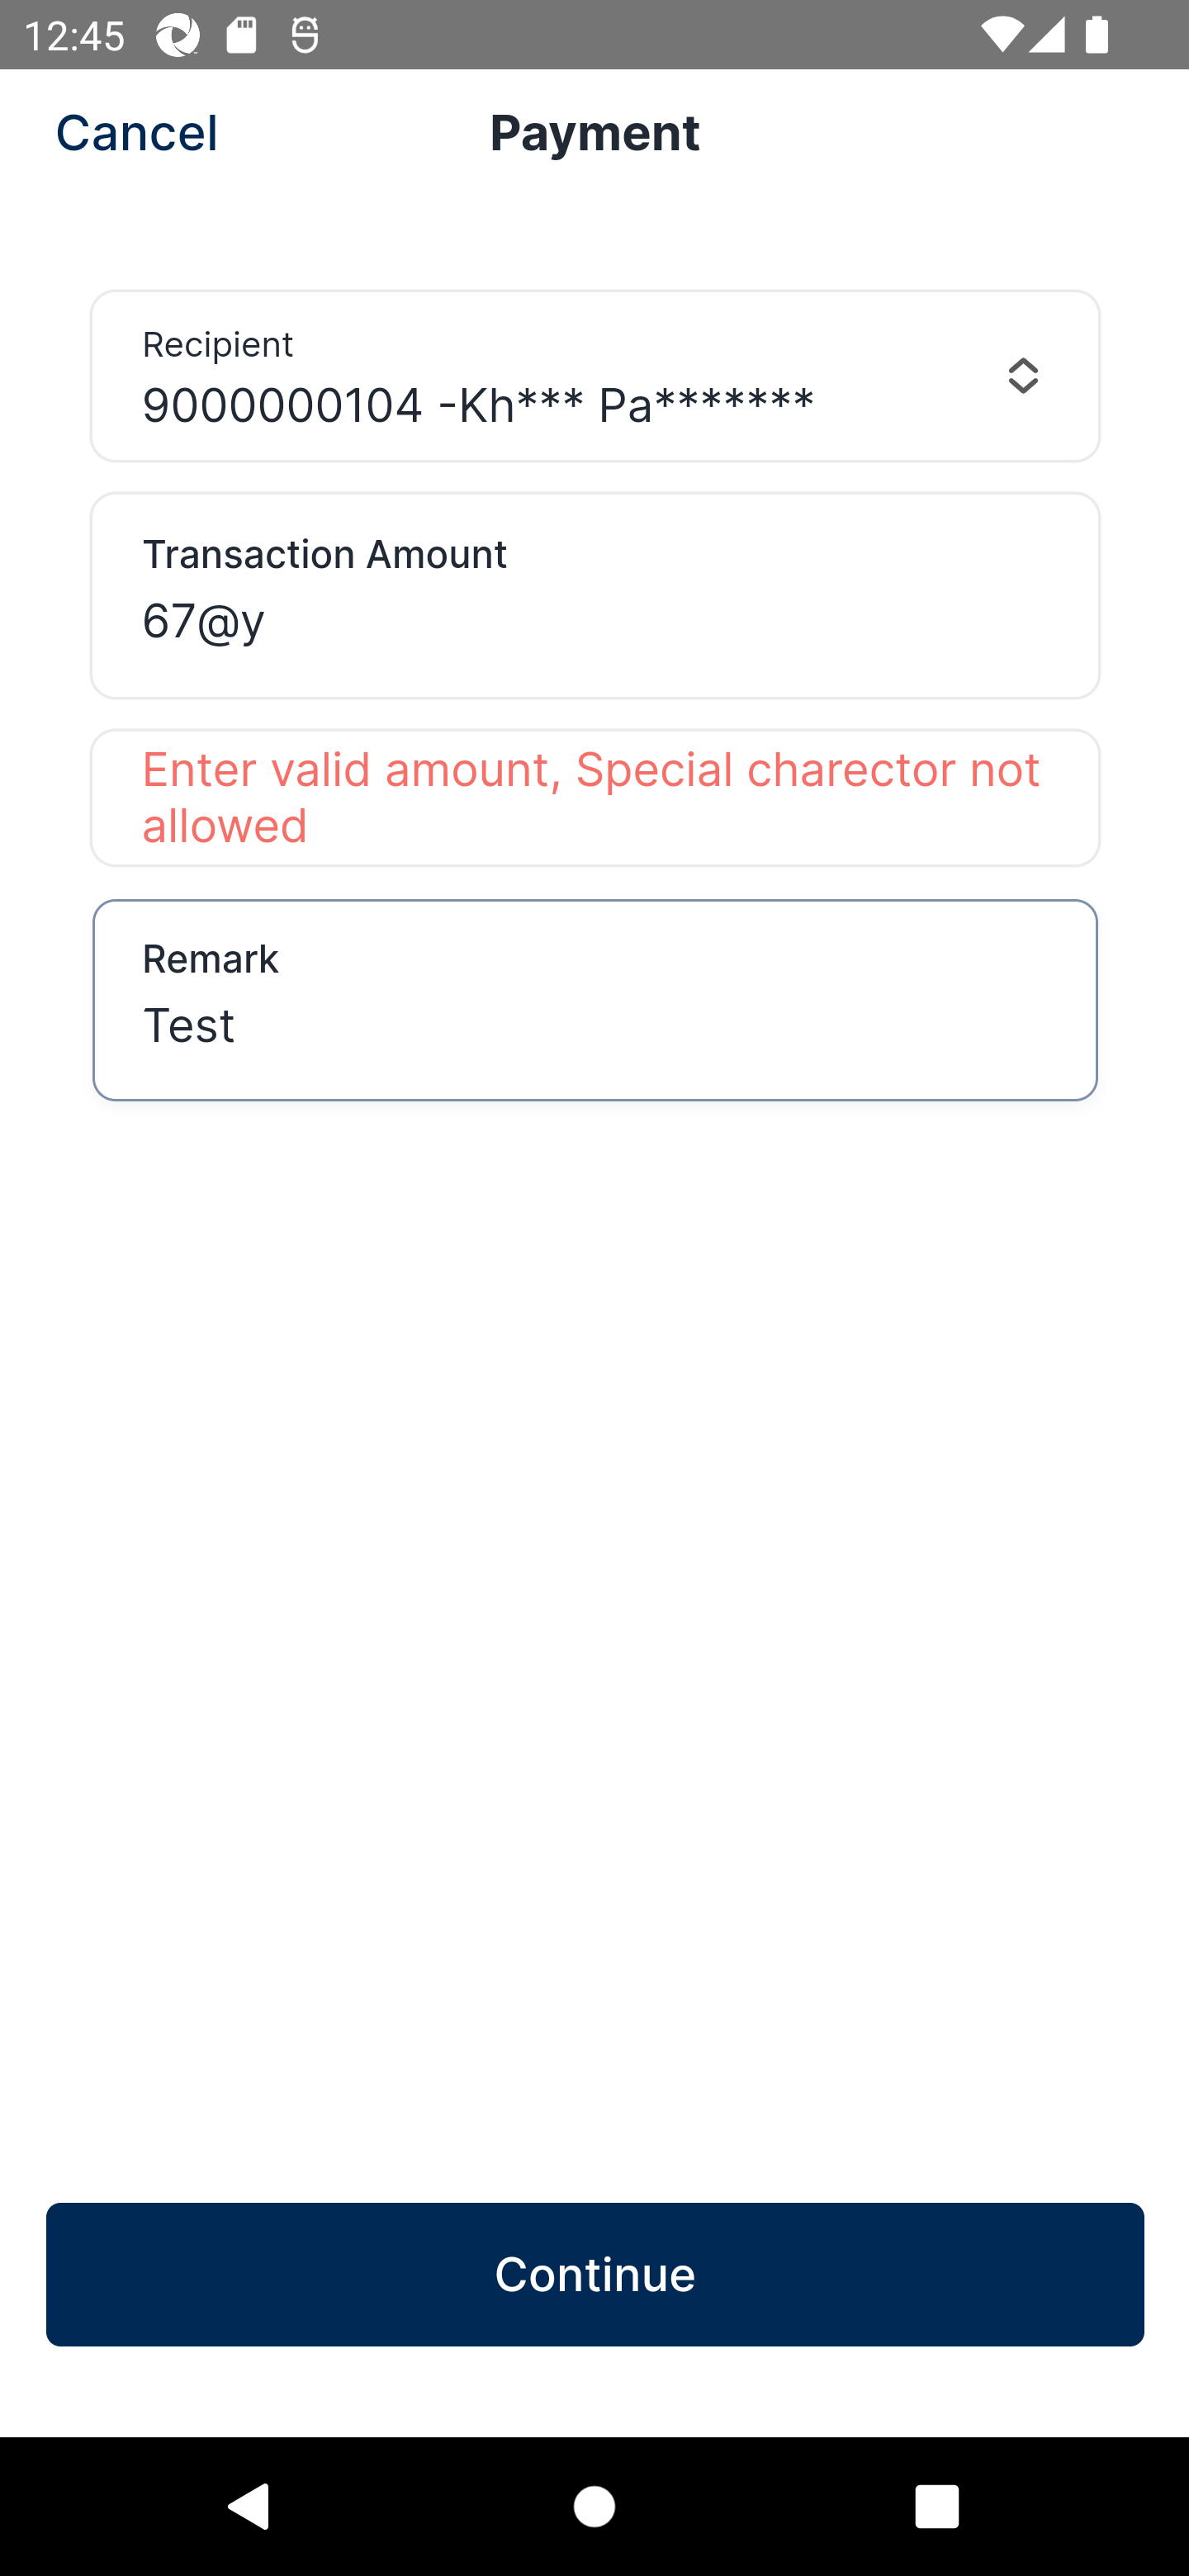 12:45
Cancel
Payment
Recipient
9000000104 -Kh*** Pa*******
Transaction Amount
67@y
Enter valid amount, Special charector not
allowed
Remark
Test
Continue